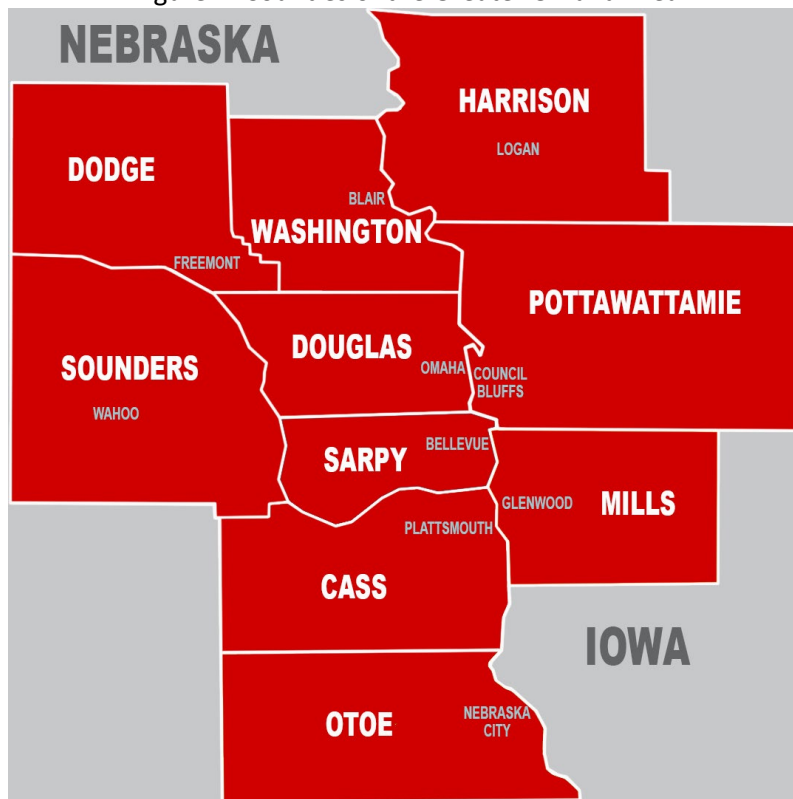 NEBRASKA
HARRISON
LOGAN
DODGE
BLAIR
WASHINGTON
FREEMONT
POTTAWATTAMIE
DOUGLAS
OMAHA
COUNCIL
BLUFFS
SOUNDERS
WAHOO
BELLEVUE
SARPY
GLENWOOD
MILLS
PLATTSMOUTH
CASS
IOWA
OTOE
NEBRASKA
CITY